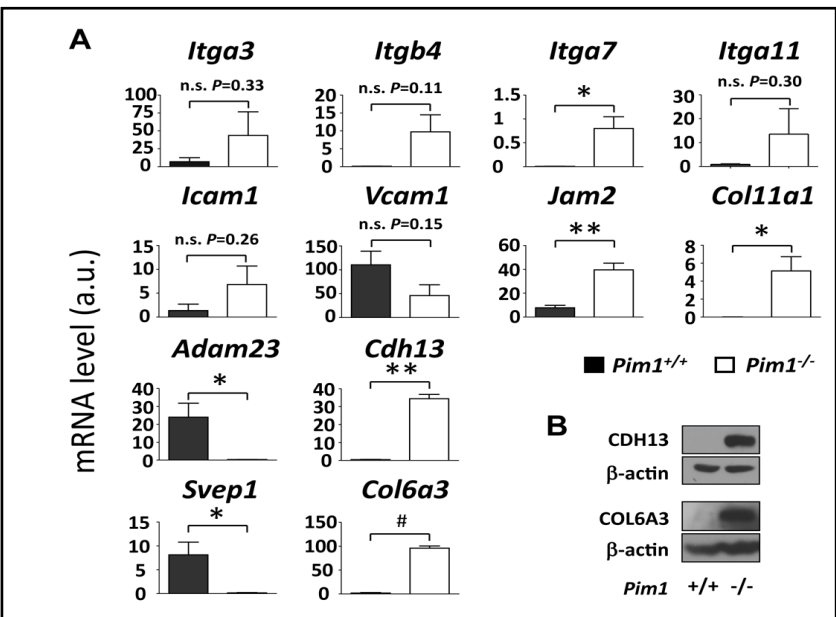 A
Itga3 Itgb4 Itga7 Itga11
n.s. P=0.33 n.s. P=0.11 * n.s. P=0.30
100 20 1.5 30
75 15 20
50 10 1 10
25 5 0.5
0 0 0 0
Icam1 Vcam1 Jam2 Col11a1
n.s. P=0.26 n.s. P=0.15 ** *
15 150 60 8
10 100 40 6
5 50 20 4
2
0 0 0 0
mRNA level (a.u.)
Adam23 Cdh13
* **
40 40
30 30
20 20
10 10
0 0
Svep1 Col6a3
* #
15 150
10 100
5 50
0 0
Pim1+/+ Pim1-/-
B
CDH13
β-actin
COL6A3
β-actin
Pim1 +/+ -/-